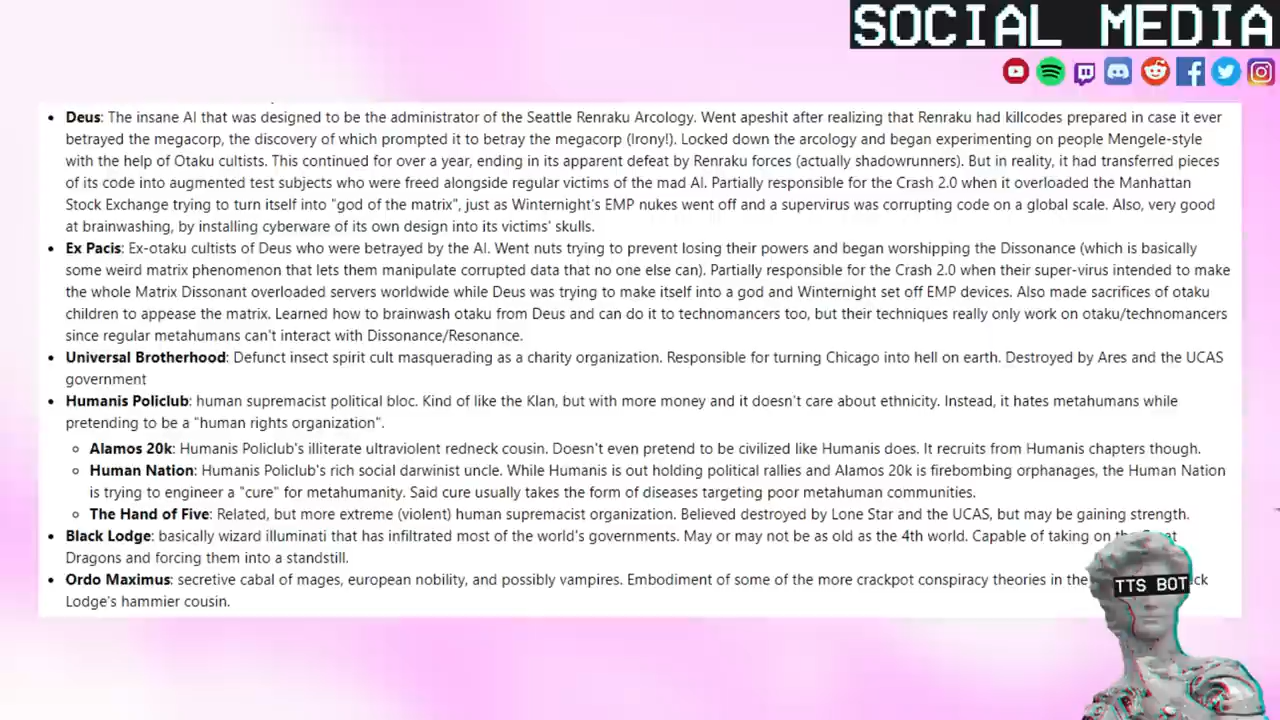 SOCIAL MEDIA
Deus: The insane AI that was designed to be the administrator of the Seattle Renraku Arcology. Went apeshit after realizing that Renraku had killcodes prepared in case it ever
betrayed the megacorp, the discovery of which prompted it to betray the megacorp (Irony!). Locked down the arcology and began experimenting on people Mengele-style
with the help of Otaku cultists. This continued for over a year, ending in its apparent defeat by Renraku forces (actually shadowrunners). But in reality, it had transferred pieces
of its code into augmented test subjects who were freed alongside regular victims of the mad AI. Partially responsible for the Crash 2.0 when it overloaded the Manhattan
Stock Exchange trying to turn itself into "god of the matrix", just as Winternight's EMP nukes went off and a supervirus was corrupting code on a global scale. Also, very good
at brainwashing, by installing cyberware of its own design into its victims' skulls.
Ex Pacis: Ex-otaku cultists of Deus who were betrayed by the AI. Went nuts trying to prevent losing their powers and began worshipping the Dissonance (which is basically
some weird matrix phenomenon that lets them manipulate corrupted data that no one else can). Partially responsible for the Crash 2.0 when their super-virus intended to make
the whole Matrix Dissonant overloaded servers worldwide while Deus was trying to make itself into a god and Winternight set off EMP devices. Also made sacrifices of otaku
children to appease the matrix. Learned how to brainwash otaku from Deus and can do it to technomancers too, but their techniques really only work on otaku/technomancers
since regular metahumans can't interact with Dissonance/Resonance.
Universal Brotherhood: Defunct insect spirit cult masquerading as a charity organization. Responsible for turning Chicago into hell on earth. Destroyed by Ares and the UCAS
government
Humanis Policlub: human supremacist political bloc. Kind of like the Klan, but with more money and it doesn't care about ethnicity. Instead, it hates metahumans while
pretending to be a "human rights organization".
Alamos 20k: Humanis Policlub's illiterate ultraviolent redneck cousin. Doesn't even pretend to be civilized like Humanis does. It recruits from Humanis chapters though.
Human Nation: Humanis Policlub's rich social darwinist uncle. While Humanis is out holding political rallies and Alamos 20k is firebombing orphanages, the Human Nation
is trying to engineer a "cure" for metahumanity. Said cure usually takes the form of diseases targeting poor metahuman communities.
The Hand of Five: Related, but more extreme (violent) human supremacist organization. Believed destroyed by Lone Star and the UCAS, but may be gaining strength.
Black Lodge: basically wizard illuminati that has infiltrated most of the world's governments. May or may not be as old as the 4th world. Capable of taking on
Dragons and forcing them into a standstill.
Ordo Maximus: secretive cabal of mages, european nobility, and possibly vampires. Embodiment of some of the more crackpot conspiracy theories in the
Lodge's hammier cousin.
TTS BOT